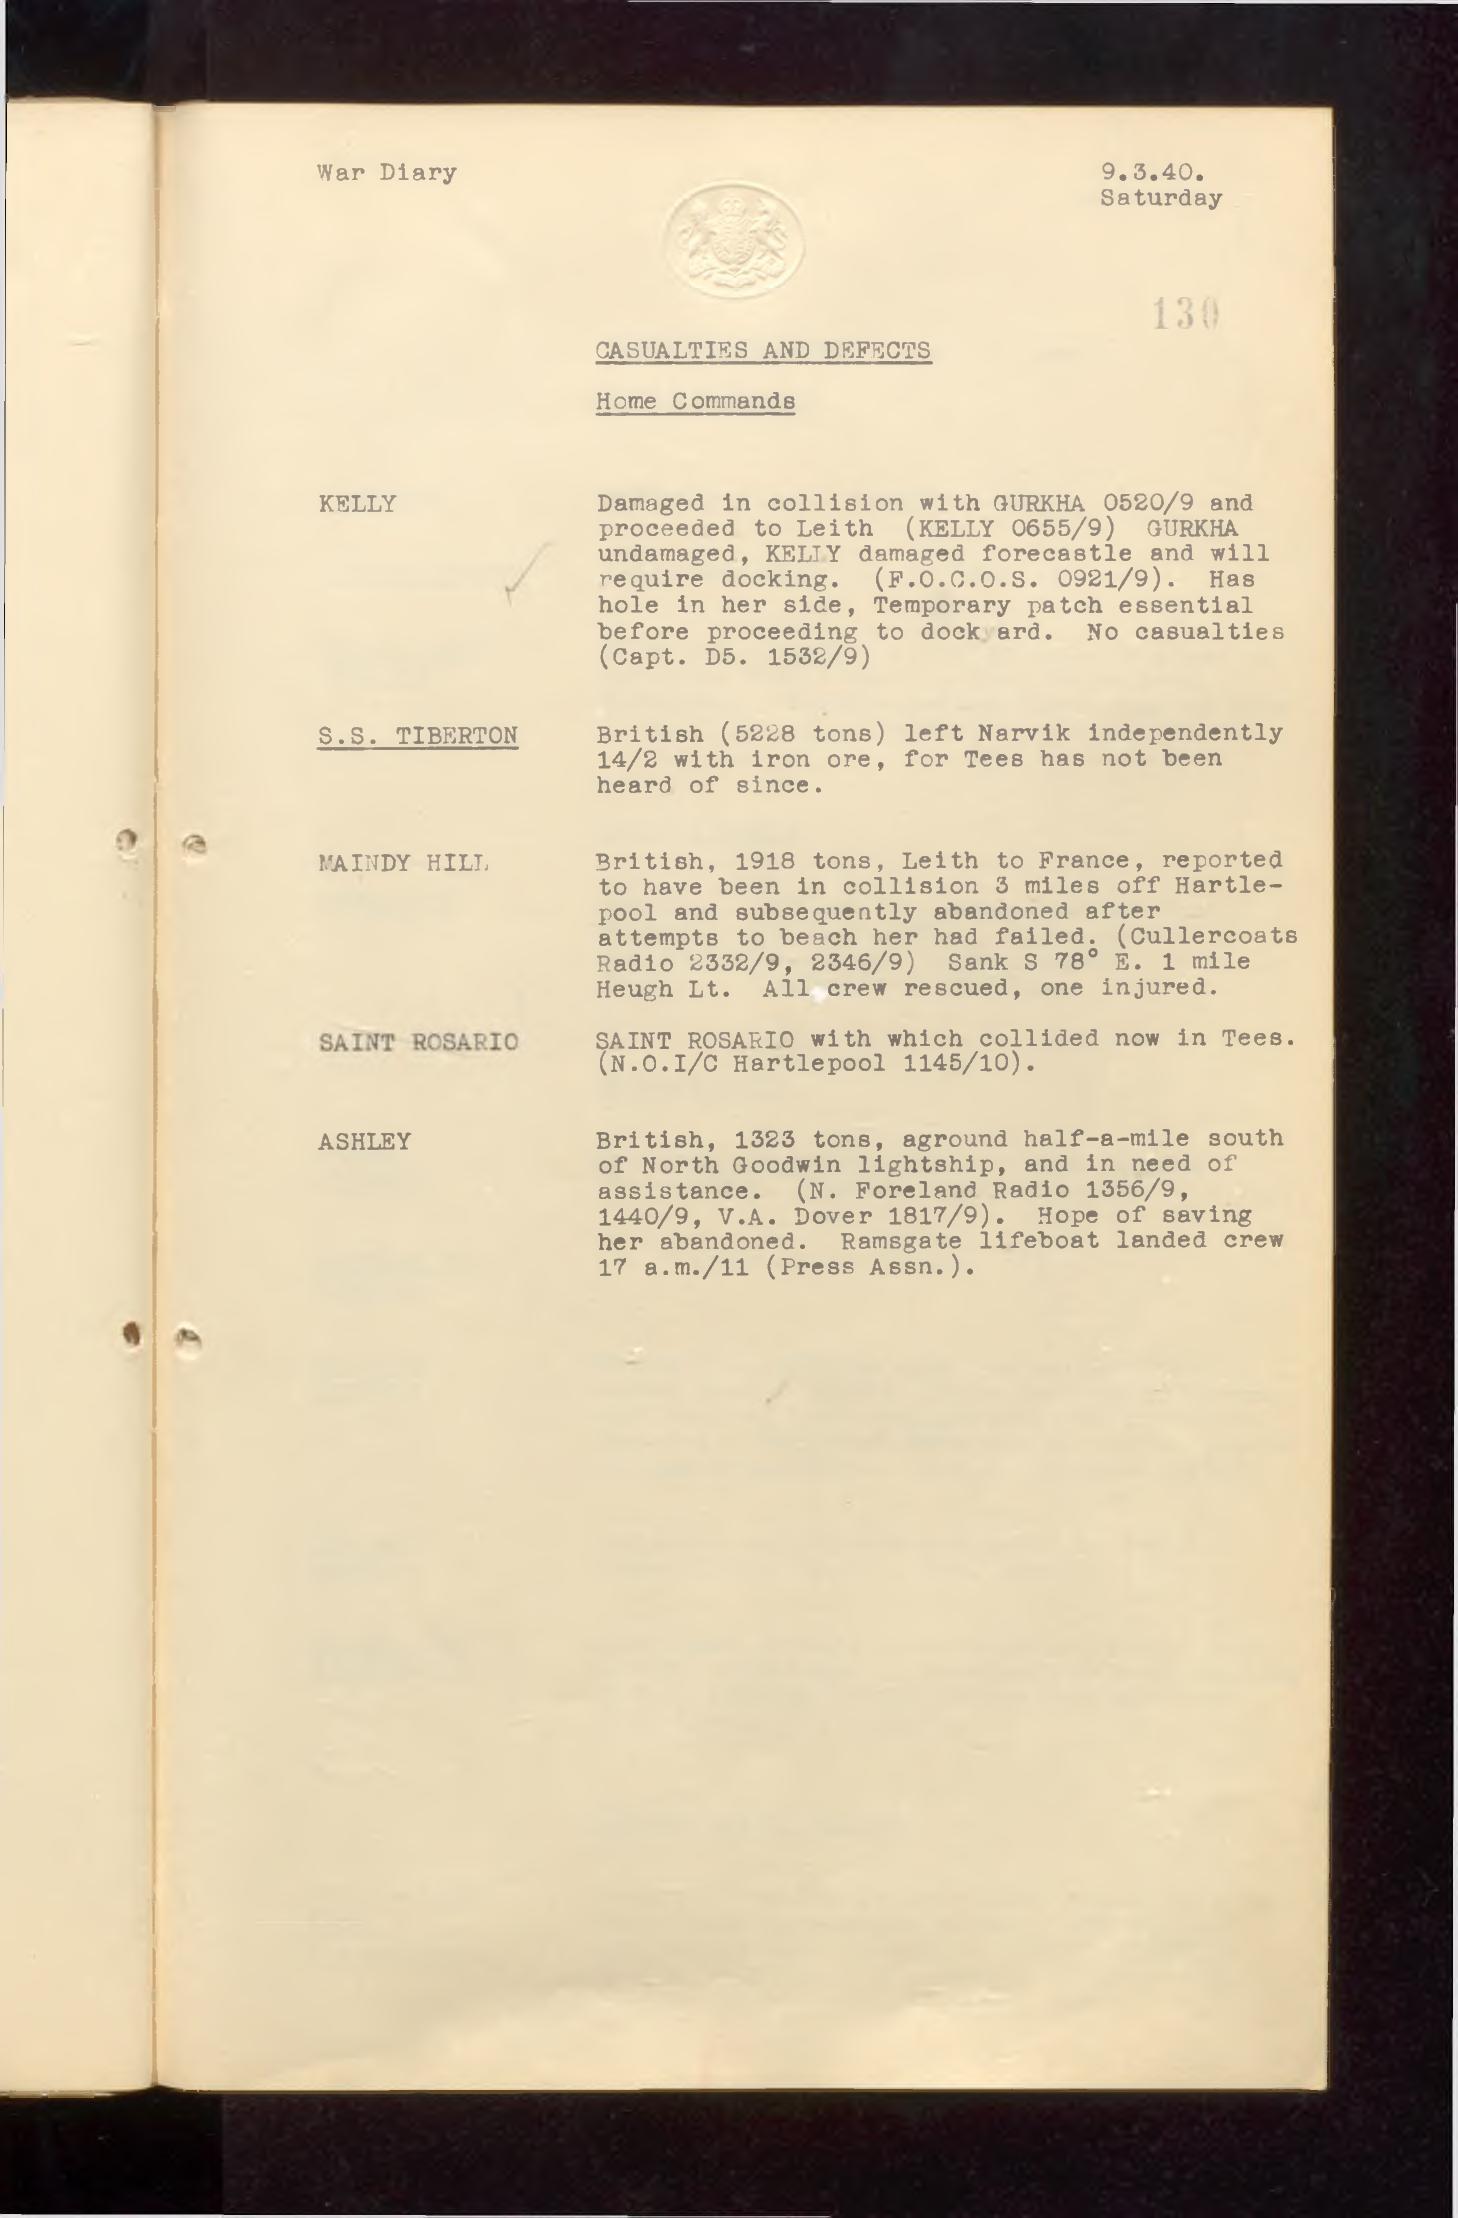 War Diary
9.3.40.
Saturday
130
CASUALTIES AND DEFECTS
Home Commands
KELLY
Damaged in collision with GURKHA 0520/9 and
proceeded to Leith (KELLY 0655/9) GURKHA
undamaged, KELLY damaged forecastle and will
require docking. (F.O.C.O.S. 0921/9). Has
hole in her side, Temporary patch essential
before proceeding to dockyard. No casualties
(Capt. D5. 1532/9)
S.S. TIBERTON
British (5228 tons) left Narvik independently
14/2 with iron ore, for Tees has not been
heard of since.
MAINDY HILL
British, 1918 tons, Leith to France, reported
to have been in collision 3 miles off Hartle-
pool and subsequently abandoned after
attempts to beach her had failed. (Cullercoats
Radio 2332/9, 2346/9) Sank S 78° E. 1 mile
Heugh Lt. All crew rescued, one injured.
SAINT ROSARIO
SAINT ROSARIO with which collided now in Tees.
(N.O.I/C Hartlepool 1145/10).
ASHLEY
British, 1323 tons, aground half-a-mile south
of North Goodwin lightship, and in need of
assistance. (N. Foreland Radio 1356/9,
1440/9, V.A. Dover 1817/9). Hope of saving
her abandoned. Ramsgate lifeboat landed crew
17 a.m./11 (Press Assn.).